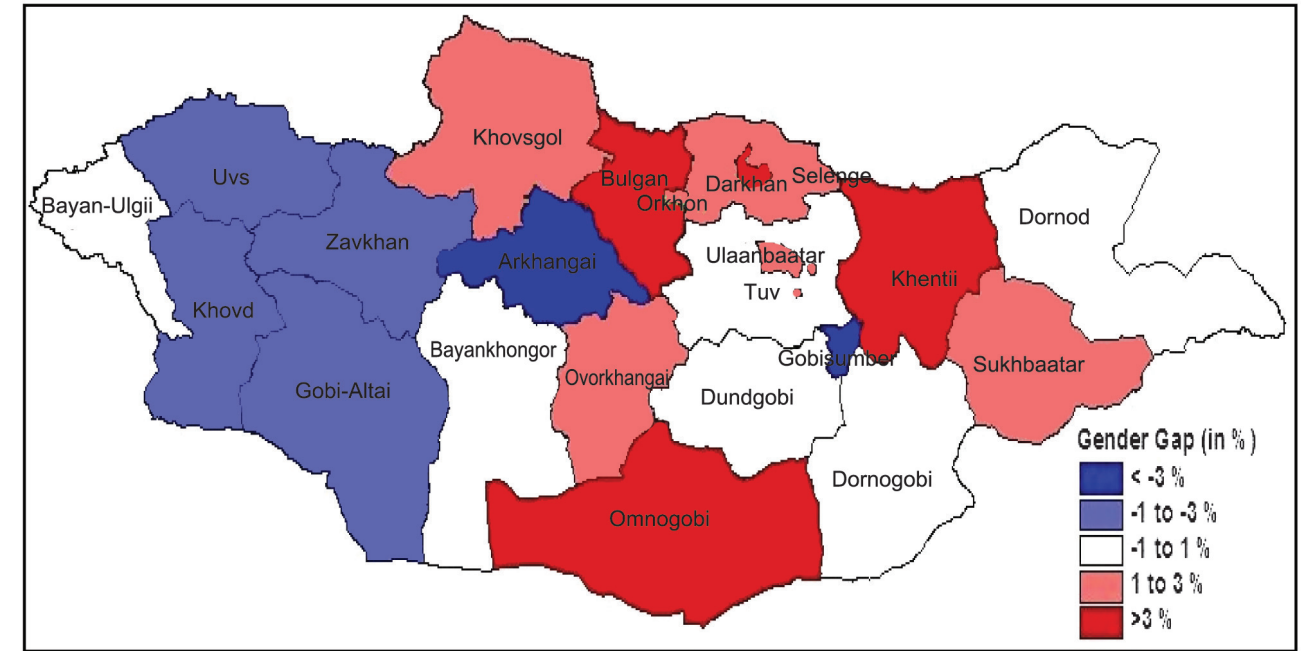 Khovsgol
Uvs
Bulgan
Darkhan
Selenge
Bayan-Ulgii
Orkhon
Dornod
Zavkhan
Ulaanbaatar
Arkhangai
Khentii
Tuv
Khovd
Bayankhongor
Gobisumber
Sukhbaatar
Ovorkhangai
Gobi-Altai
Dundgobi
Dornogobi
Omnogobi
Gender Gap (in %)
< -3 %
-1 to -3 %
-1 to 1 %
1 to 3 %
>3 %